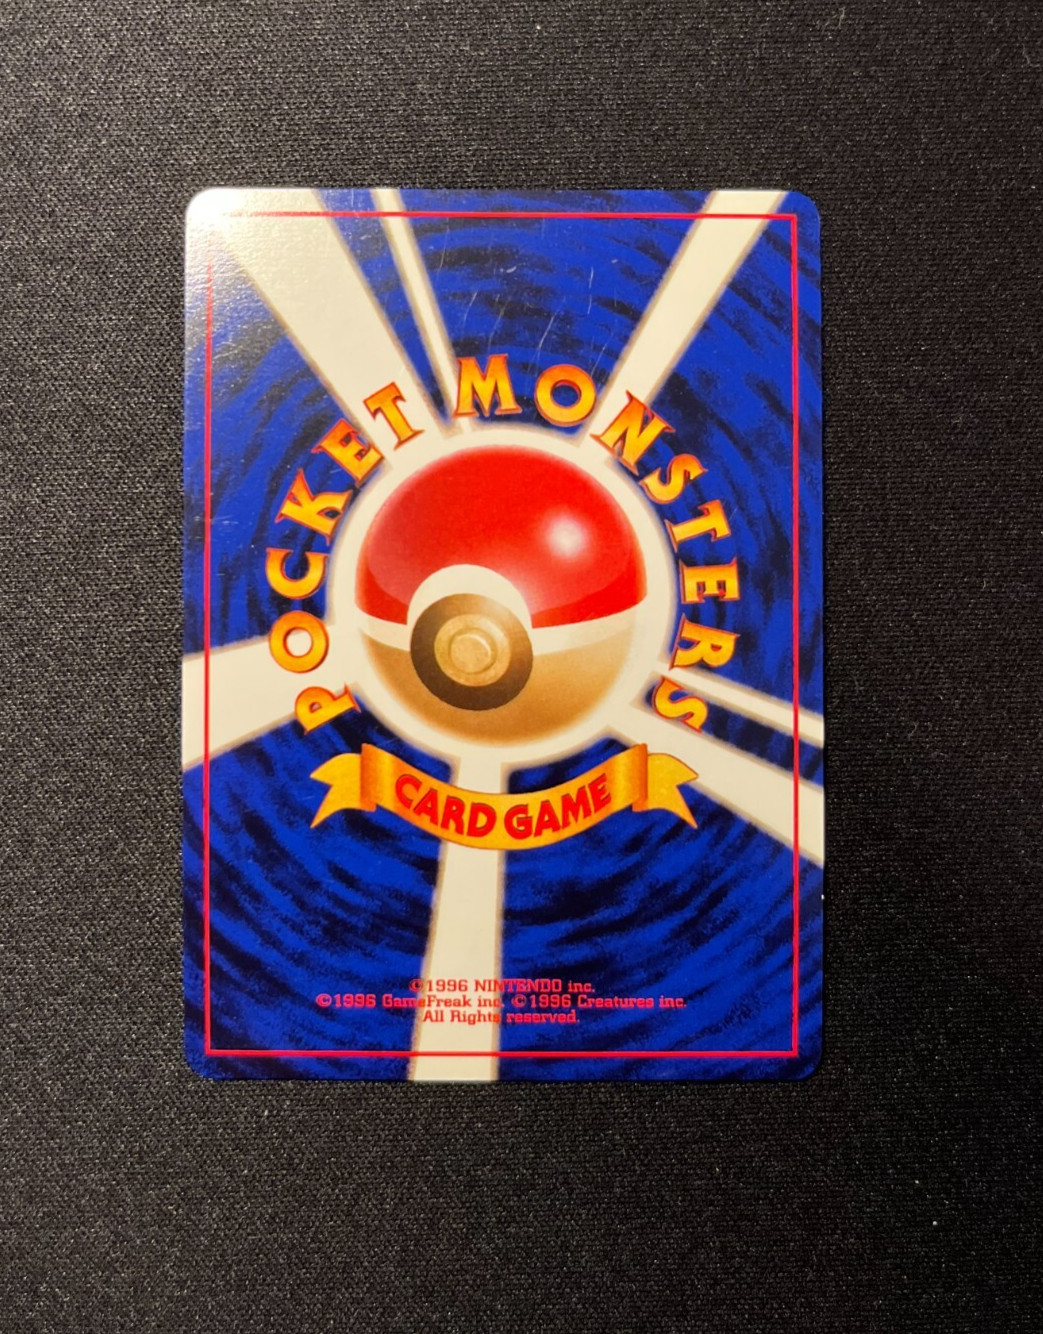 POCKET MONSTERS
CARD GAME
©1996 NINTENDO inc.
©1996 GameFreak inc. ©1996 Creatures inc.
All Rights reserved.